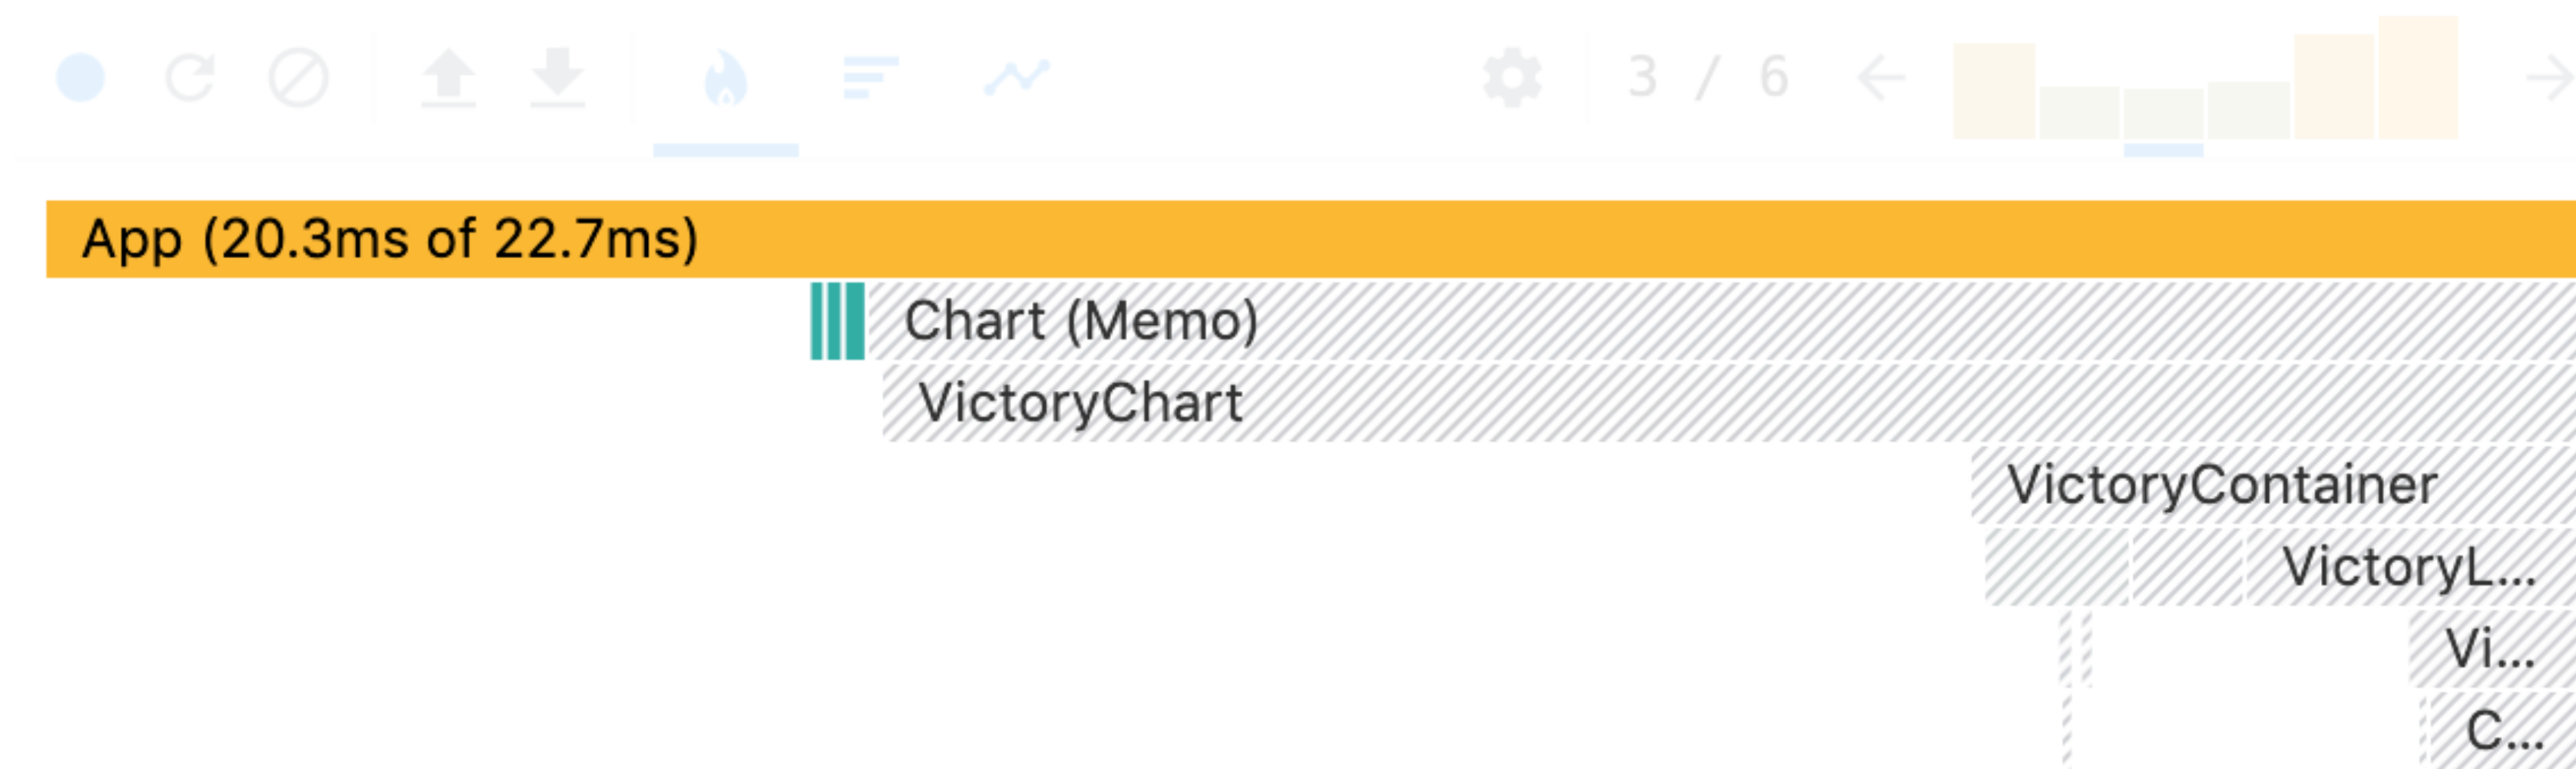 3 / 6
App (20.3ms of 22.7ms)
Chart (Memo)
VictoryChart
VictoryContainer
VictoryL...
Vi...
C...